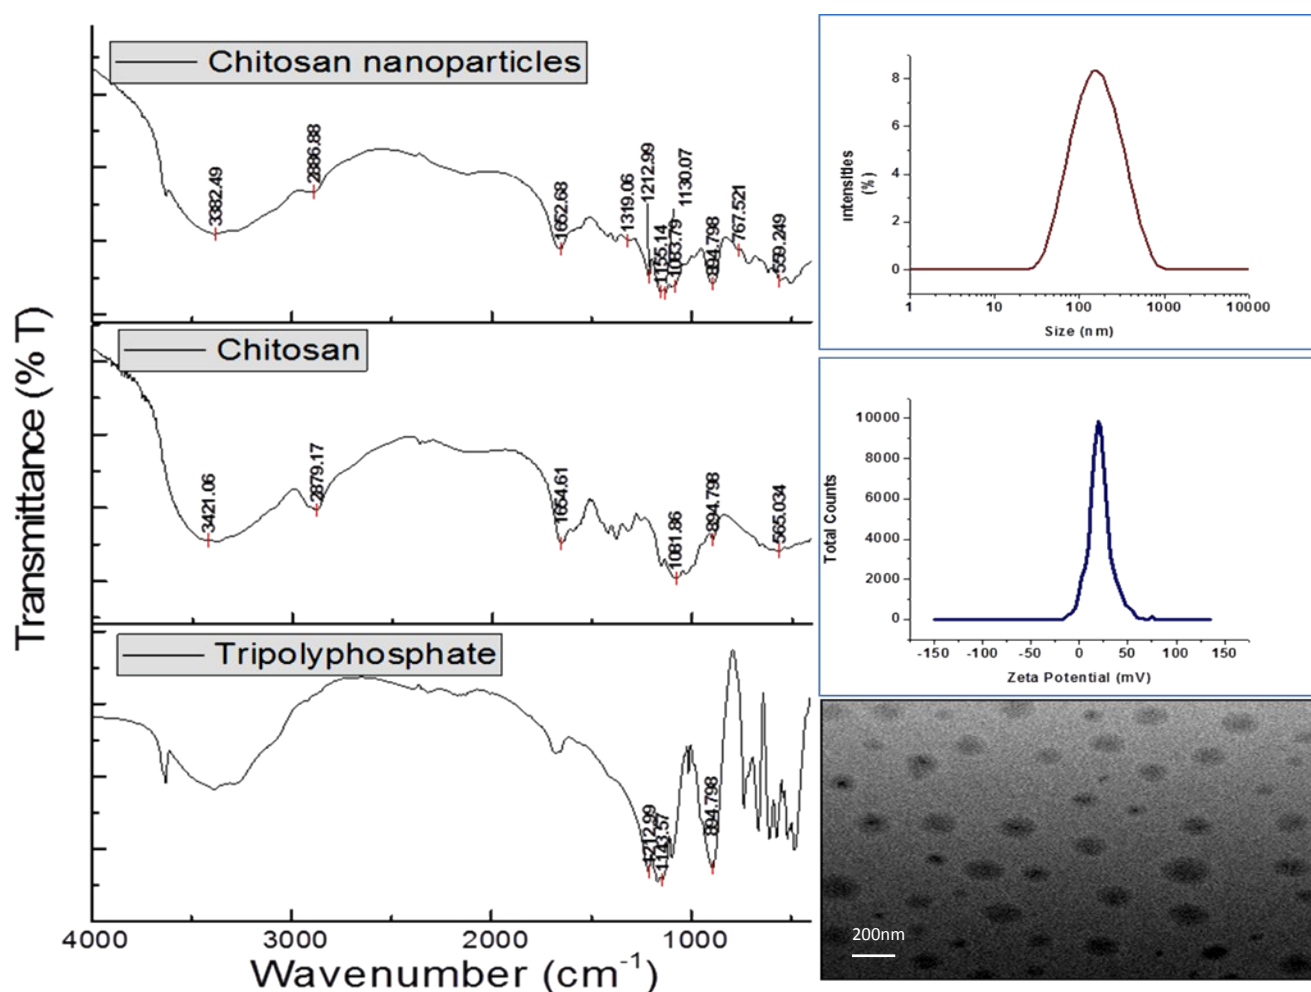 Transmittance (% T)
Chitosan nanoparticles
3382.49
2886.88
1652.68
1319.06
1212.99
1155.14
1130.07
1083.79
894.798
767.521
559.249
Chitosan
3421.06
2879.17
1654.61
1081.86
894.798
565.034
Tripolyphosphate
1212.99
1143.57
894.798
4000 3000 2000 1000
Wavenumber (cm⁻¹)
Intensities
(%)
8
6
4
2
0
1 10 100 1000 10000
Size (nm)
Total Counts
10000
8000
6000
4000
2000
0
-150 -100 -50 0 50 100 150
Zeta Potential (mV)
200nm